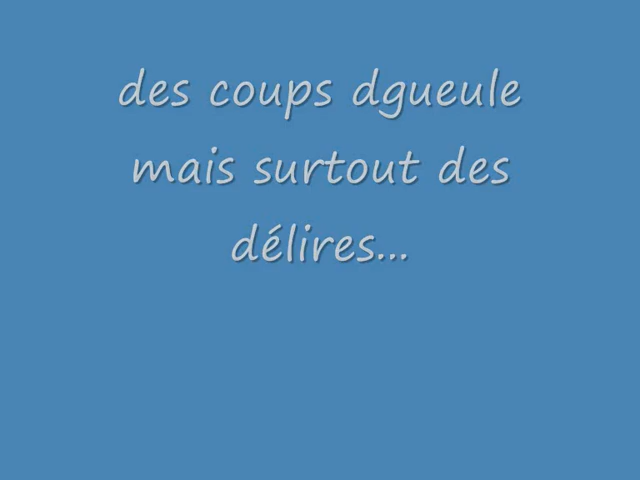 des coups dgueule
mais surtout des
délires...